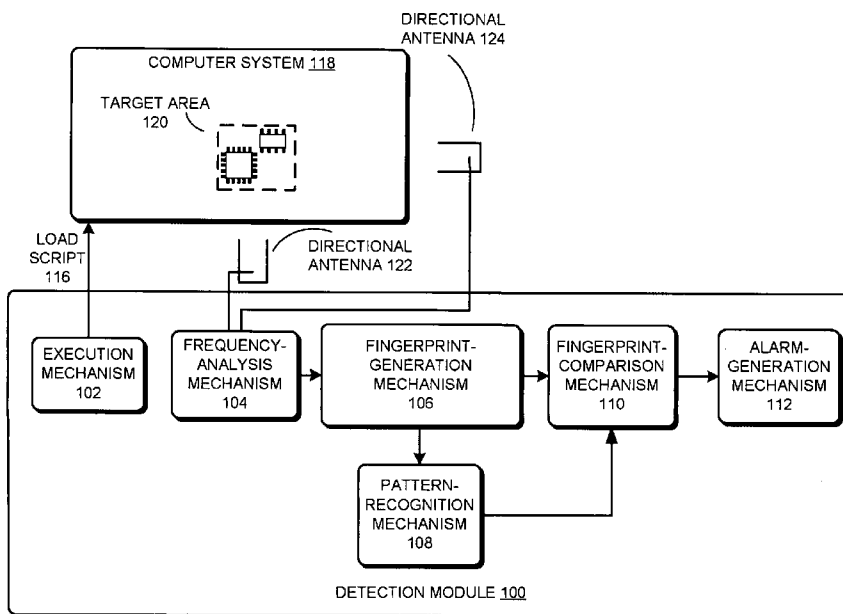 DIRECTIONAL
ANTENNA 124
COMPUTER SYSTEM 118
TARGET AREA
120
LOAD
SCRIPT
116
DIRECTIONAL
ANTENNA 122
EXECUTION
MECHANISM
102
FREQUENCY-
ANALYSIS
MECHANISM
104
FINGERPRINT-
GENERATION
MECHANISM
106
FINGERPRINT-
COMPARISON
MECHANISM
110
ALARM-
GENERATION
MECHANISM
112
PATTERN-
RECOGNITION
MECHANISM
108
DETECTION MODULE 100